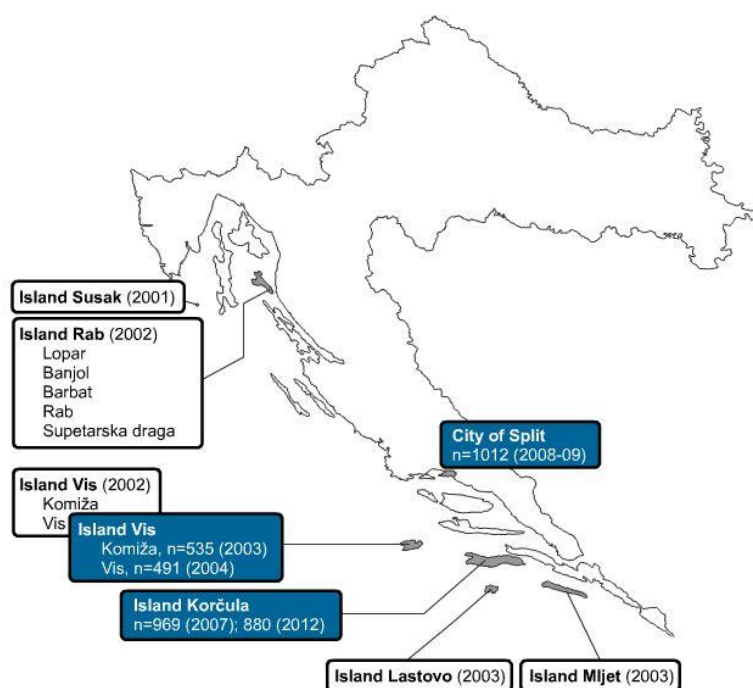 Island Susak (2001)
Island Rab (2002)
Lopar
Banjol
Barbat
Rab
Supetarska draga
City of Split
n=1012 (2008-09)
Island Vis (2002)
Komiža
Vis
Island Vis
Komiža, n=535 (2003)
Vis, n=491 (2004)
Island Korčula
n=969 (2007); 880 (2012)
Island Lastovo (2003)
Island Mljet (2003)